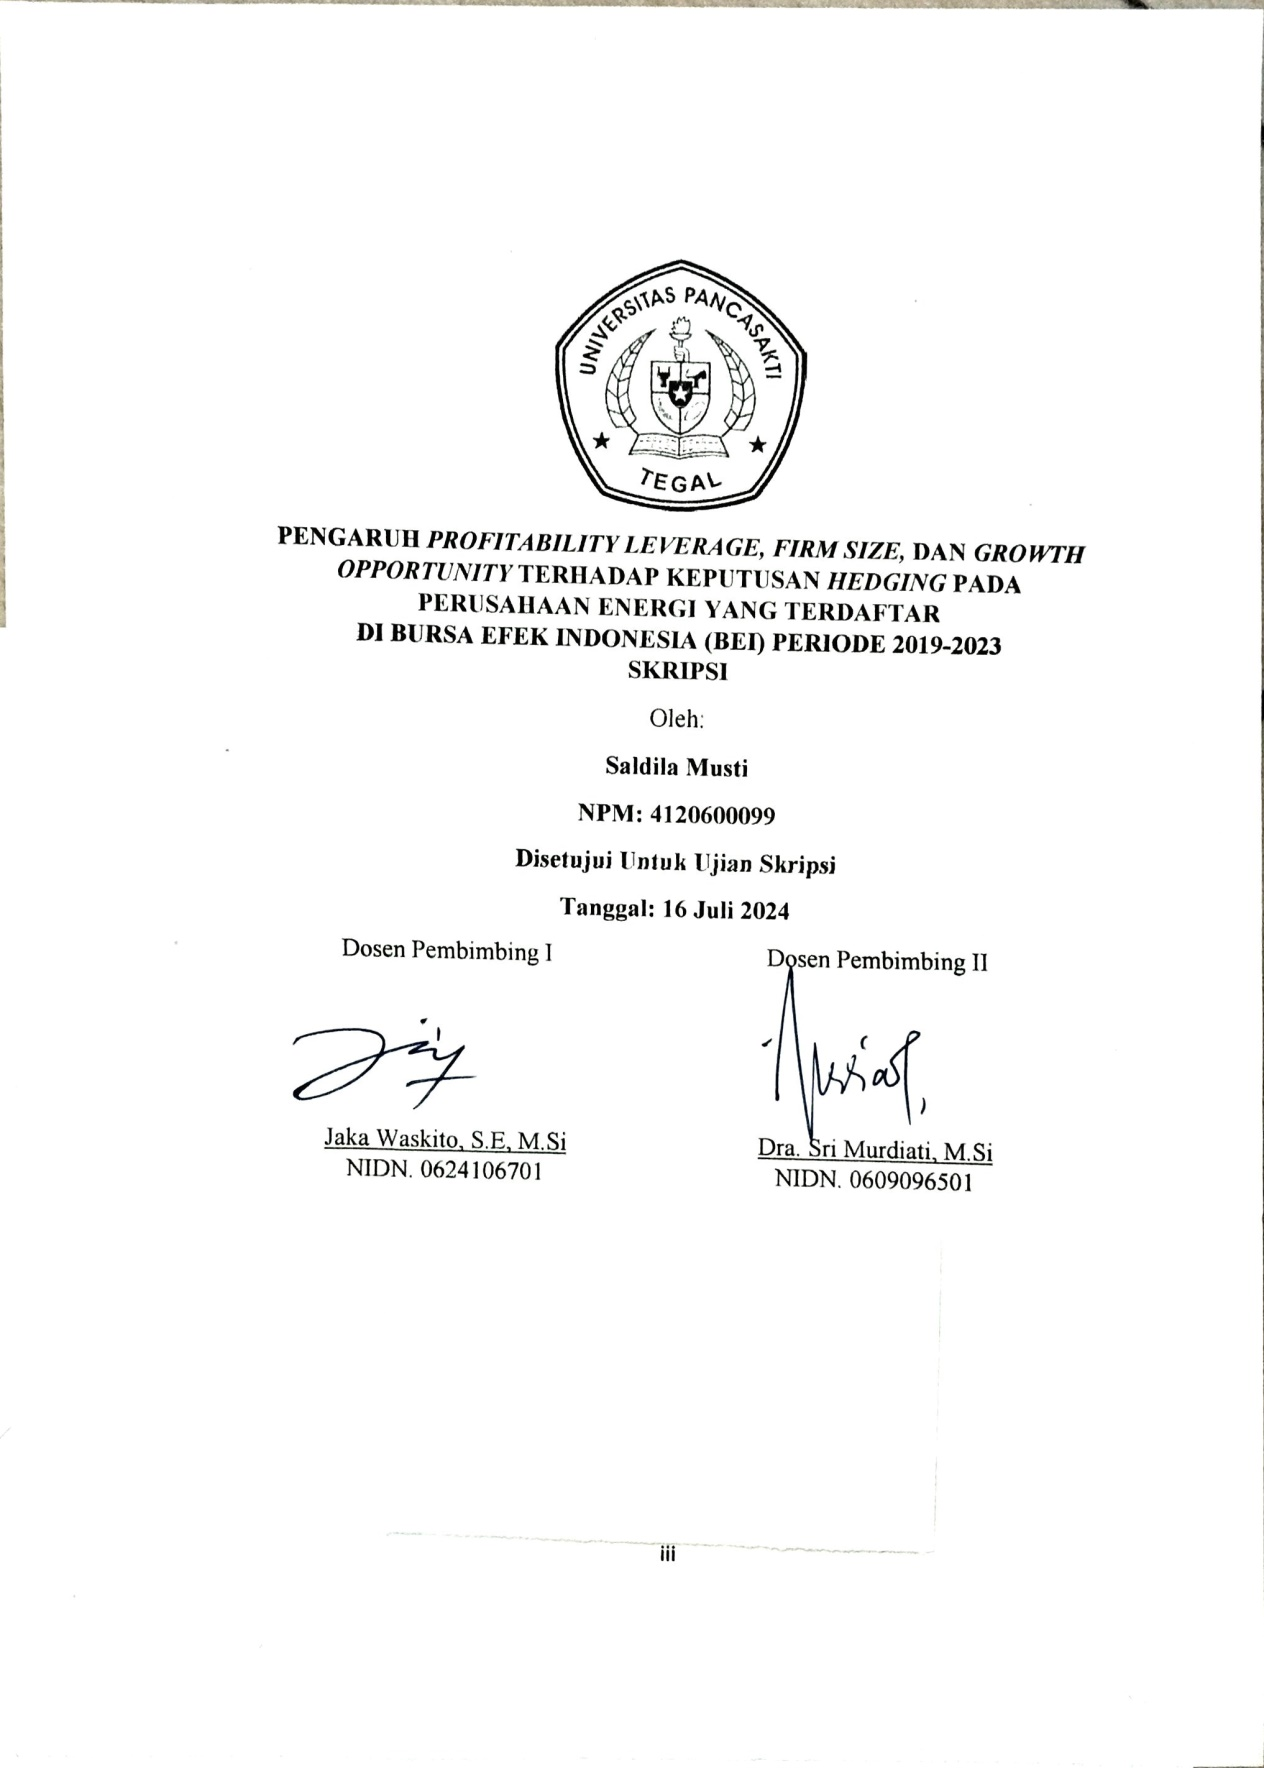 UNIVERSITAS PANCASAKTI
TEGAL
PENGARUH PROFITABILITY LEVERAGE, FIRM SIZE, DAN GROWTH
OPPORTUNITY TERHADAP KEPUTUSAN HEDGING PADA
PERUSAHAAN ENERGI YANG TERDAFTAR
DI BURSA EFEK INDONESIA (BEI) PERIODE 2019-2023
SKRIPSI
Oleh:
Saldila Musti
NPM: 4120600099
Disetujui Untuk Ujian Skripsi
Tanggal: 16 Juli 2024
Dosen Pembimbing I
Dosen Pembimbing II
Jaka Waskito, S.E, M.Si
NIDN. 0624106701
Dra. Sri Murdiati, M.Si
NIDN. 0609096501
iii